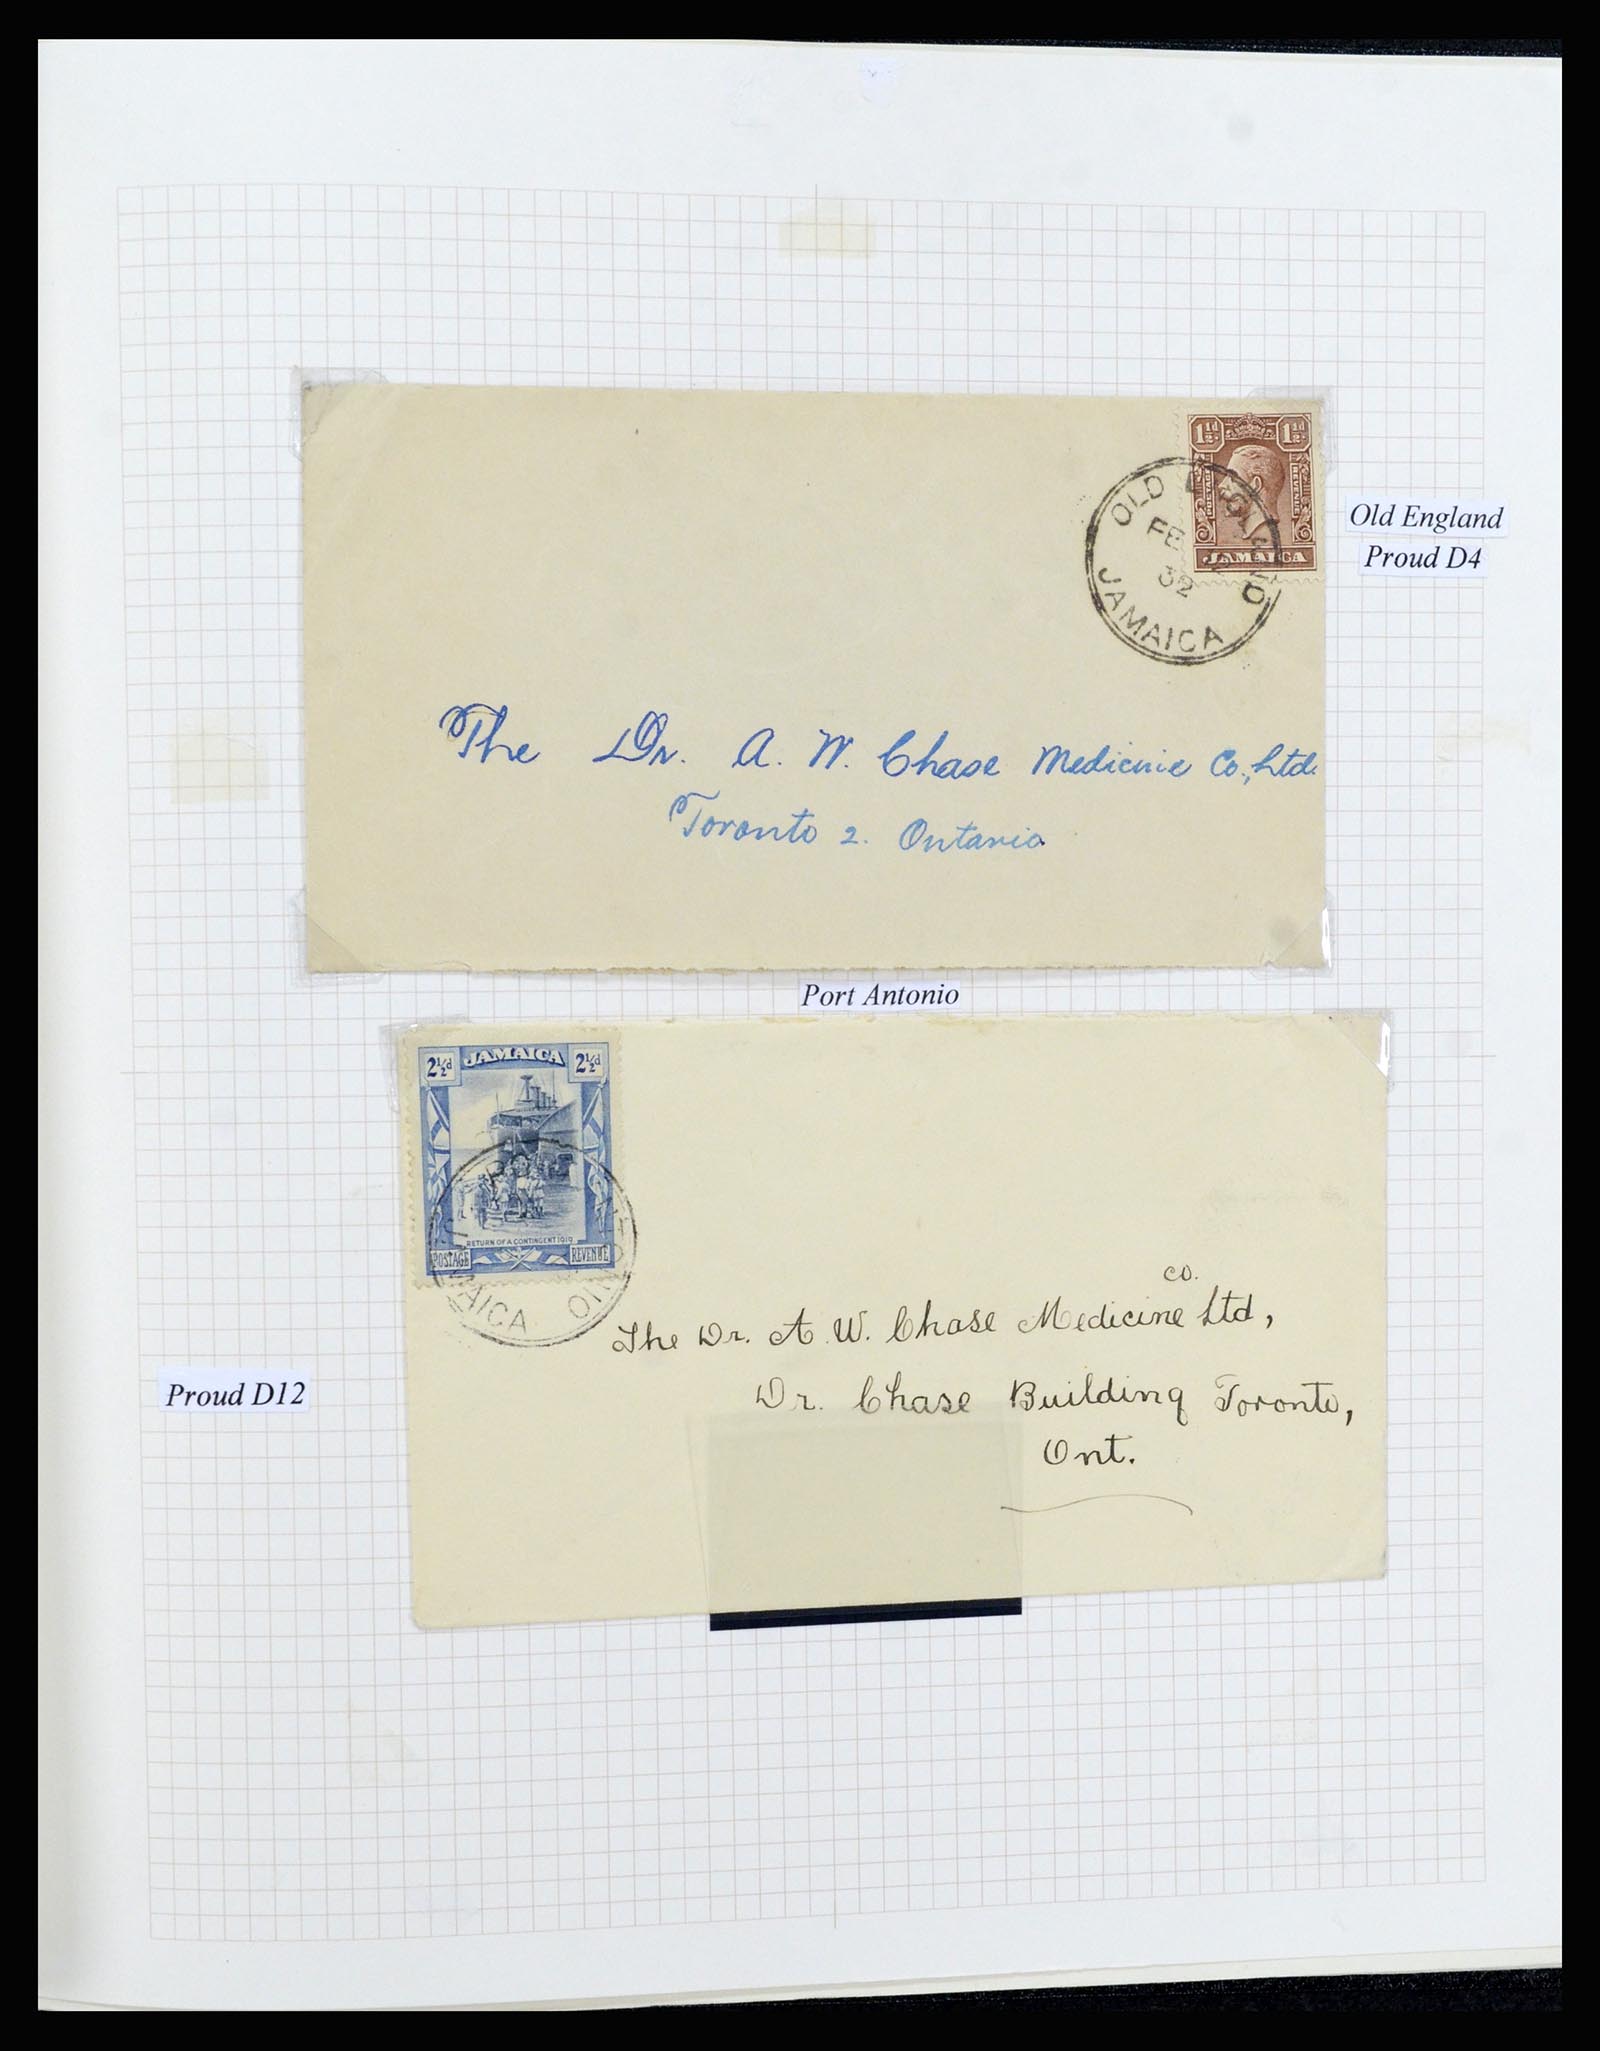 1½d 1½d
POSTAGE REVENUE
JAMAICA
OLD
FE
32
JAMAICA
Old England
Proud D4
The Dr. A. W. Chase Medicine Co., Ltd.
Toronto 2. Ontario
Port Antonio
2½d JAMAICA 2½d
RETURN OF A CONTINGENT 1919
POSTAGE REVENUE
co.
The Dr. A. W. Chase Medicine Ltd,
Dr. Chase Building Toronto,
Ont.
Proud D12